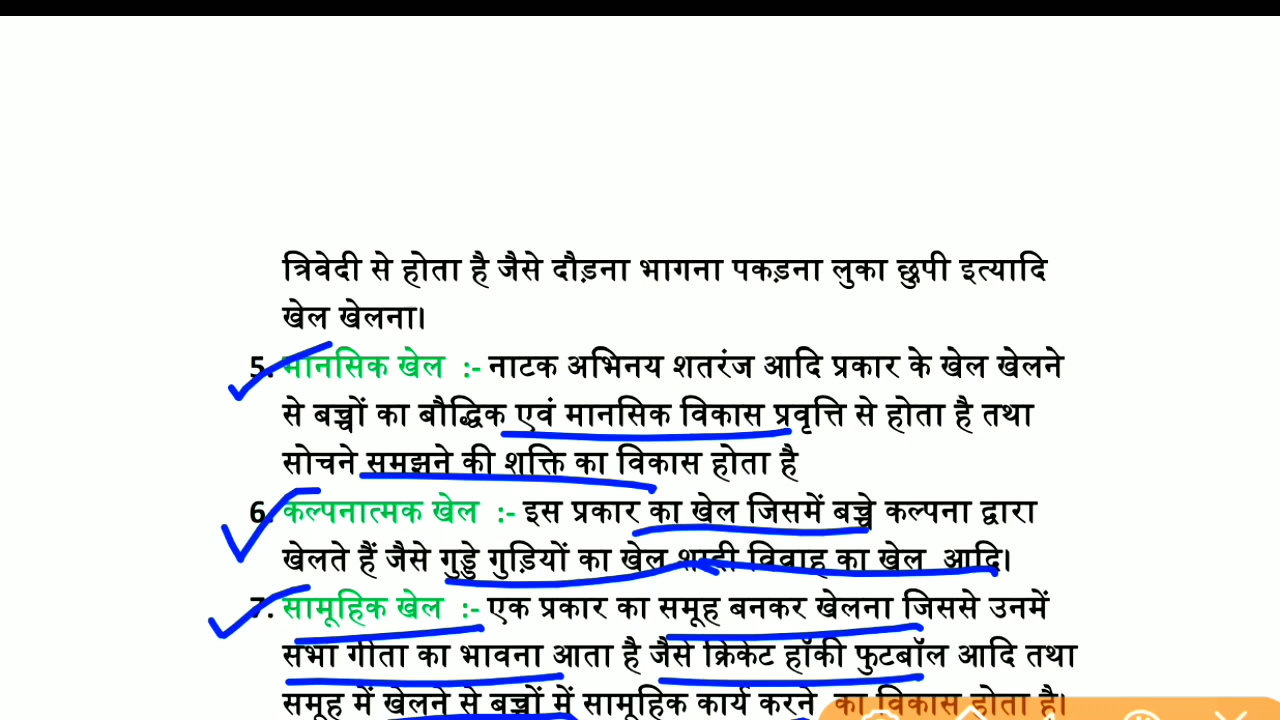 त्रिवेदी से होता है जैसे दौड़ना भागना पकड़ना लुका छुपी इत्यादि
खेल खेलना।
5. मानसिक खेल :- नाटक अभिनय शतरंज आदि प्रकार के खेल खेलने
से बच्चों का बौद्धिक एवं मानसिक विकास प्रवृत्ति से होता है तथा
सोचने समझने की शक्ति का विकास होता है
6. कल्पनात्मक खेल :- इस प्रकार का खेल जिसमें बच्चे कल्पना द्वारा
खेलते हैं जैसे गुड्डे गुड़ियों का खेल शादी विवाह का खेल आदि।
7. सामूहिक खेल :- एक प्रकार का समूह बनकर खेलना जिससे उनमें
सभा गीता का भावना आता है जैसे क्रिकेट हॉकी फुटबॉल आदि तथा
समूह में खेलने से बच्चों में सामूहिक कार्य करने का विकास होता है।